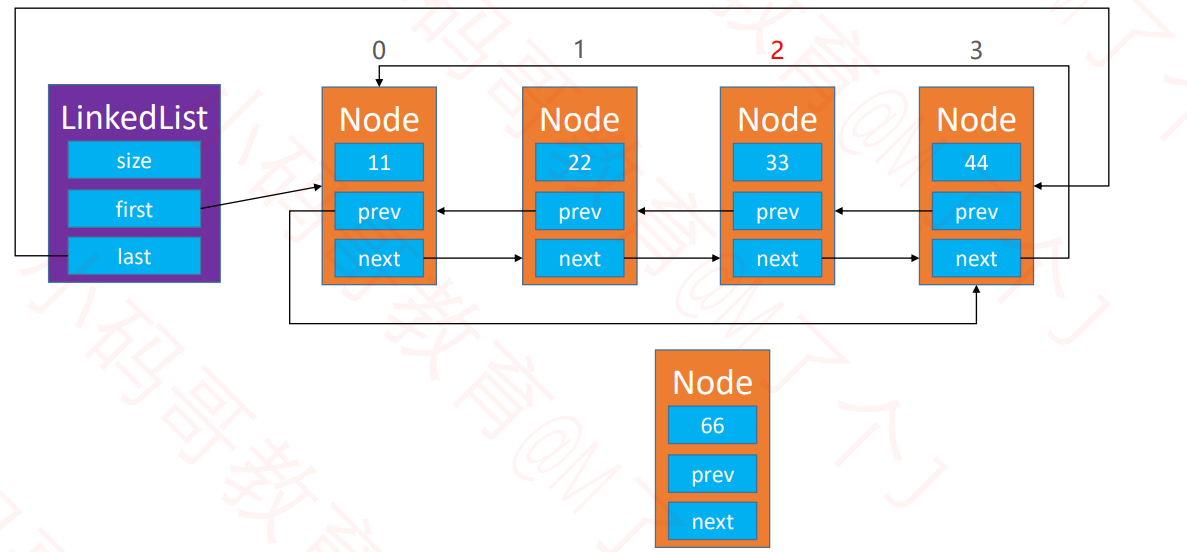 0 1 2 3
LinkedList
size
first
last
Node
11
prev
next
Node
22
prev
next
Node
33
prev
next
Node
44
prev
next
Node
66
prev
next
小码哥教育@M了个J